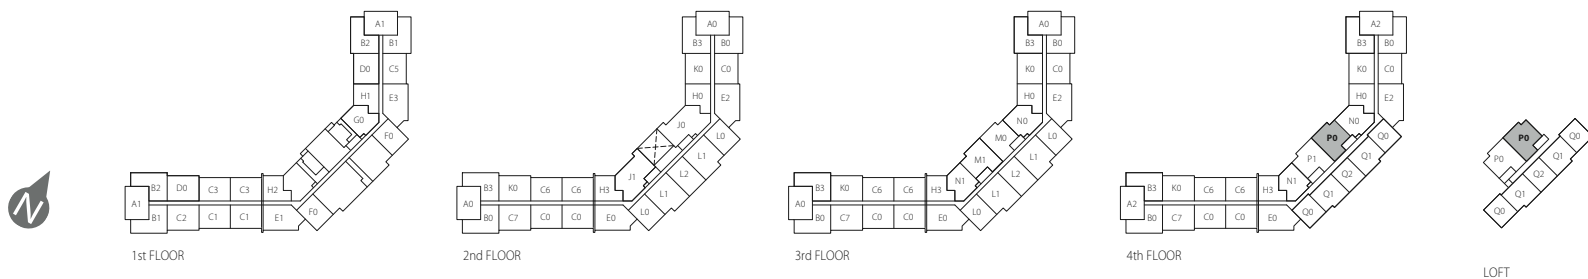 A1
B2 B1
D0 C5
H1 E3
G0
F0
B2 D0 C3 C3 H2
A1
B1 C2 C1 C1 E1 F0
1st FLOOR
A0
B3 B0
K0 C0
H0 E2
J0
L0
L1
L2
B3 K0 C6 C6 H3 J1
L1
A0
B0 C7 C0 C0 E0 L0
2nd FLOOR
A0
B3 B0
K0 C0
H0 E2
N0
M0 L0
M1 L1
L2
B3 K0 C6 C6 H3 N1
L1
A0
B0 C7 C0 C0 E0 L0
3rd FLOOR
A2
B3 B0
K0 C0
H0 E2
N0
P0 Q0
P1 Q1
Q2
B3 K0 C6 C6 H3 N1
Q1
A2
B0 C7 C0 C0 E0 Q0
4th FLOOR
P0 Q0
P0 Q1
Q2
Q1
Q0
LOFT
N